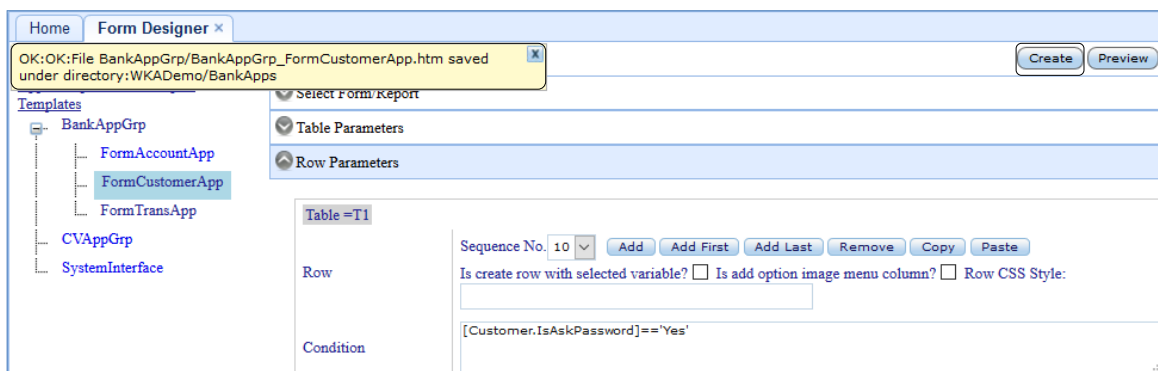 Home Form Designer ×
OK:OK:File BankAppGrp/BankAppGrp_FormCustomerApp.htm saved x
under directory:WKADemo/BankApps
Create Preview
Select Form/Report
Templates
BankAppGrp
Table Parameters
FormAccountApp
Row Parameters
FormCustomerApp
FormTransApp
CVAppGrp
SystemInterface
Table =T1
Row
Sequence No. 10 Add Add First Add Last Remove Copy Paste
Is create row with selected variable? Is add option image menu column? Row CSS Style:
Condition
[Customer.IsAskPassword]=='Yes'